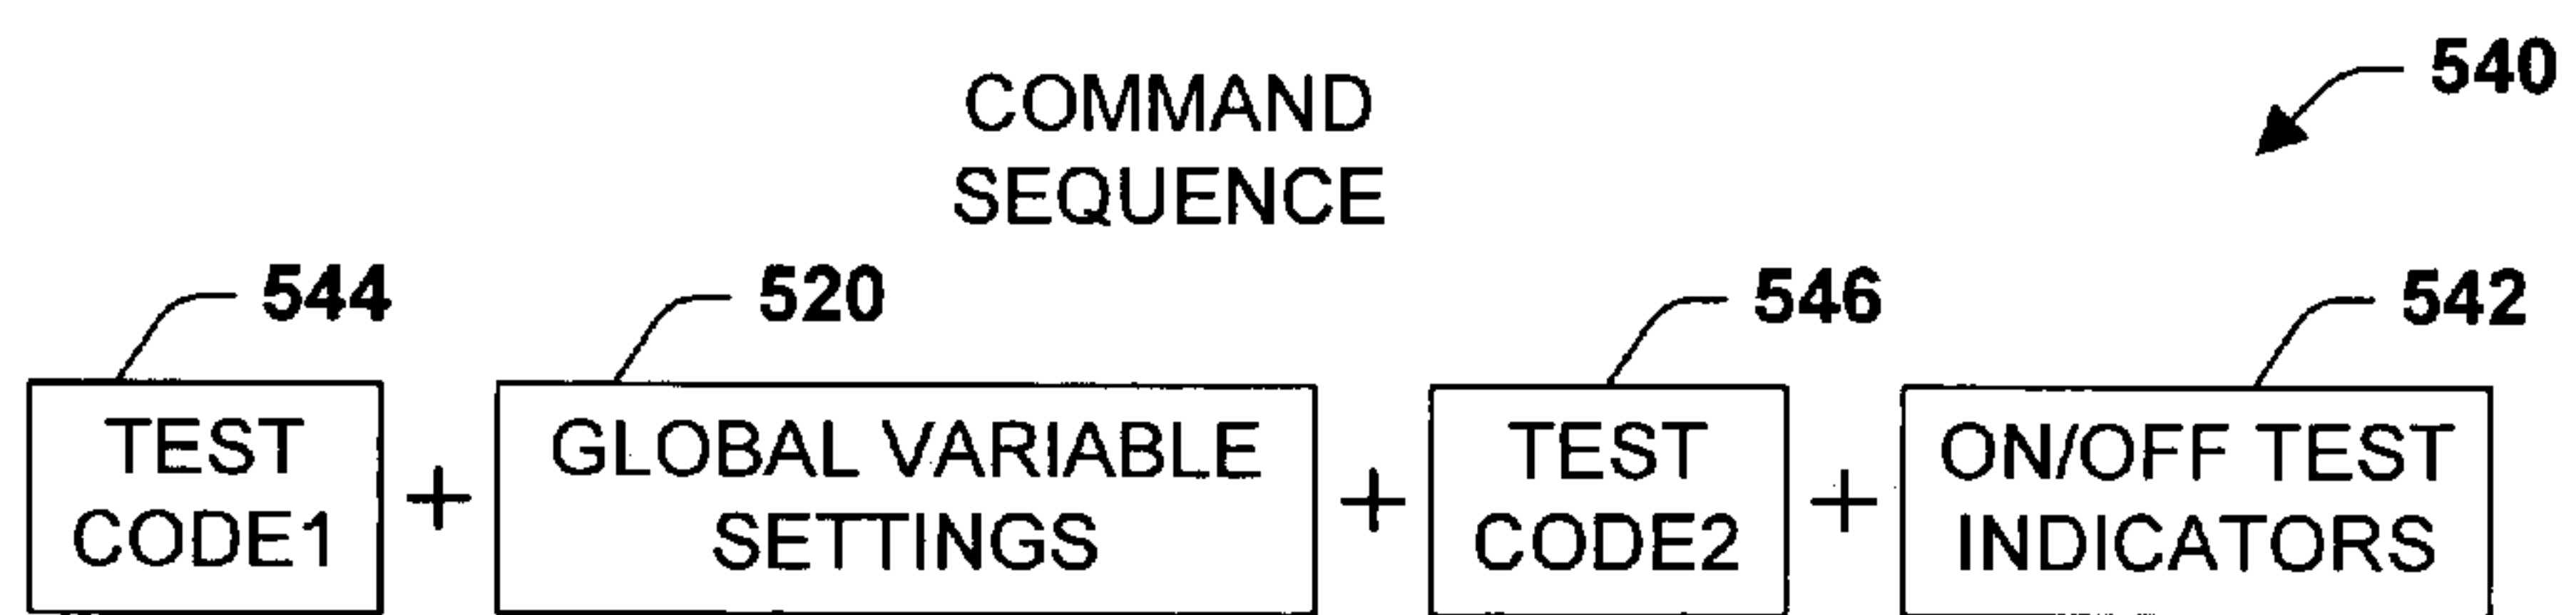 COMMAND
SEQUENCE
540
544
520
546
542
TEST
CODE1
+
GLOBAL VARIABLE
SETTINGS
+
TEST
CODE2
+
ON/OFF TEST
INDICATORS